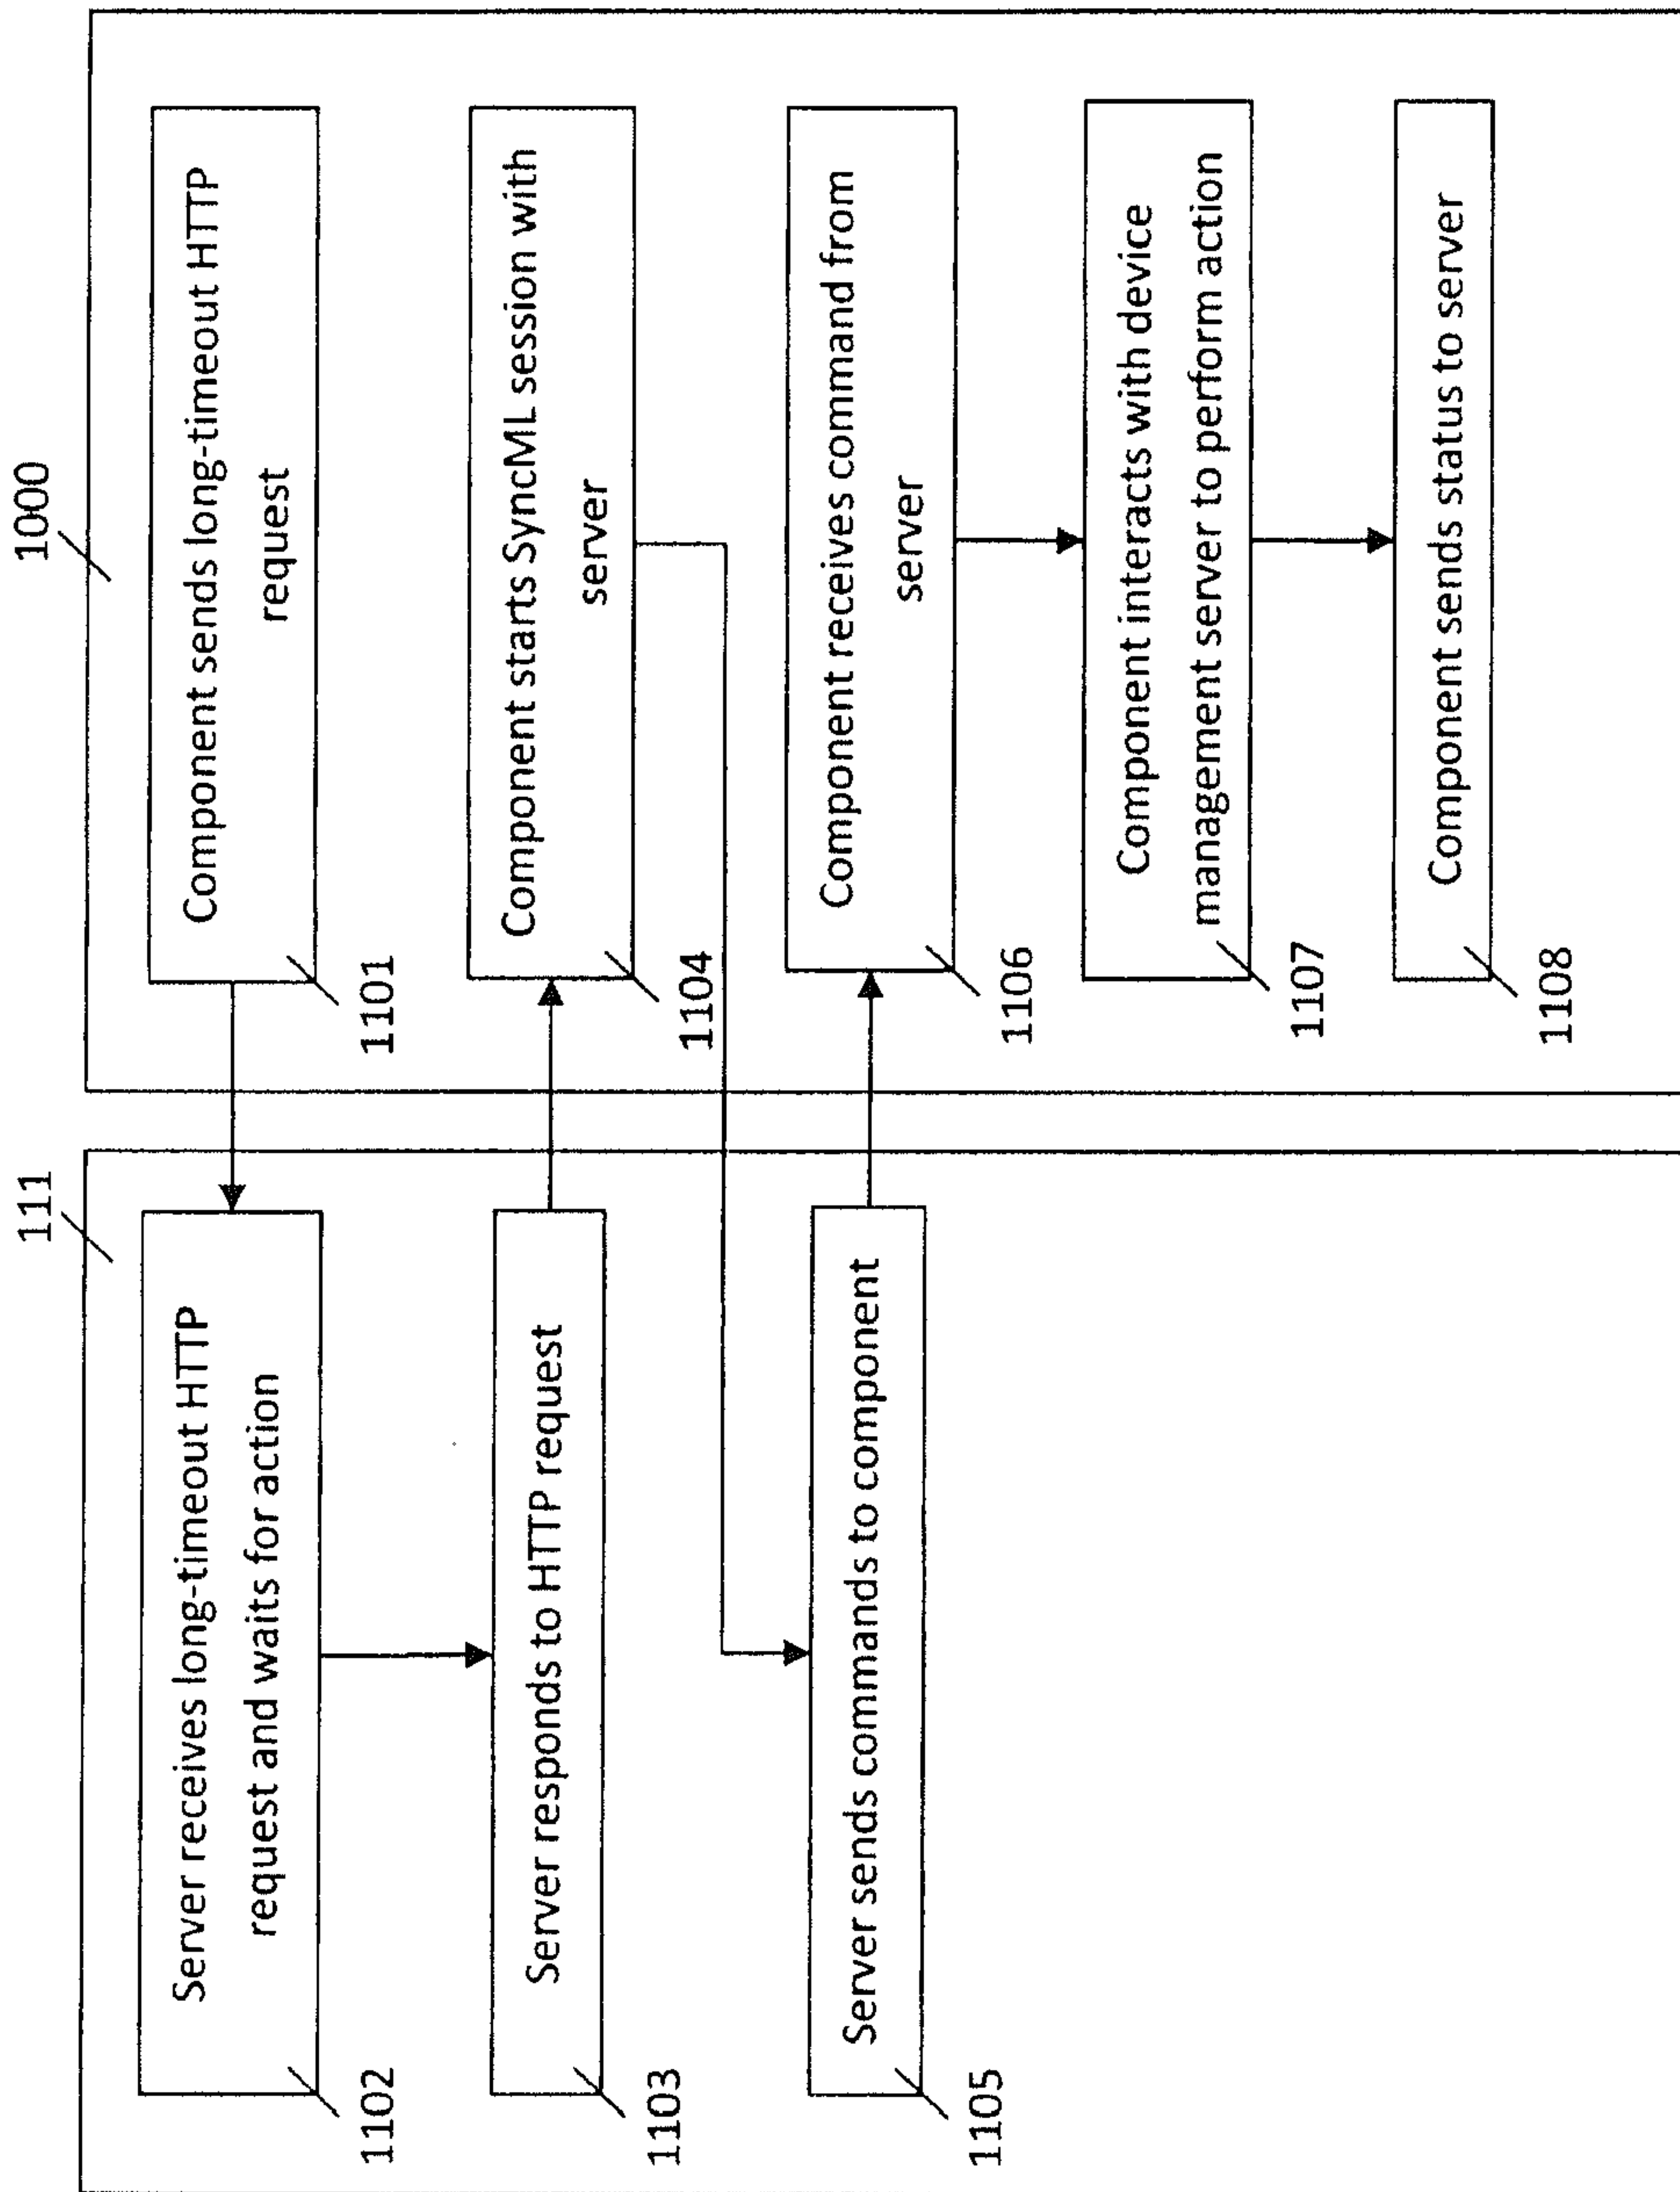 111
1000
Server receives long-timeout HTTP
request and waits for action
1102
Component sends long-timeout HTTP
request
1101
Server responds to HTTP request
1103
Component starts SyncML session with
server
1104
Server sends commands to component
1105
Component receives command from
server
1106
Component interacts with device
management server to perform action
1107
Component sends status to server
1108